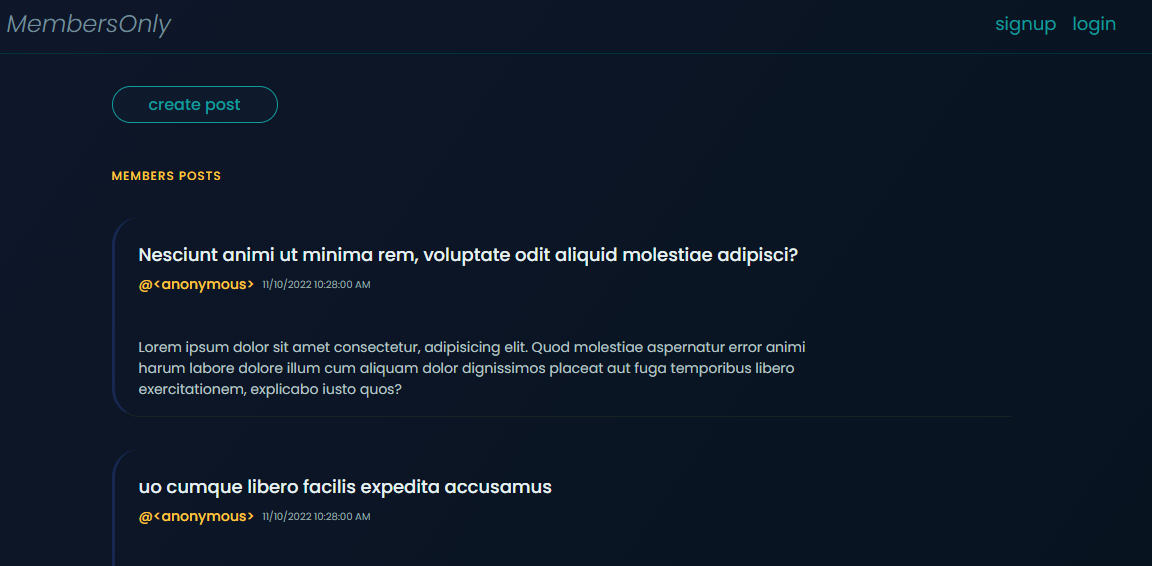 MembersOnly
signup login
create post
MEMBERS POSTS
Nesciunt animi ut minima rem, voluptate odit aliquid molestiae adipisci?
@<anonymous> 11/10/2022 10:28:00 AM
Lorem ipsum dolor sit amet consectetur, adipisicing elit. Quod molestiae aspernatur error animi
harum labore dolore illum cum aliquam dolor dignissimos placeat aut fuga temporibus libero
exercitationem, explicabo iusto quos?
uo cumque libero facilis expedita accusamus
@<anonymous> 11/10/2022 10:28:00 AM